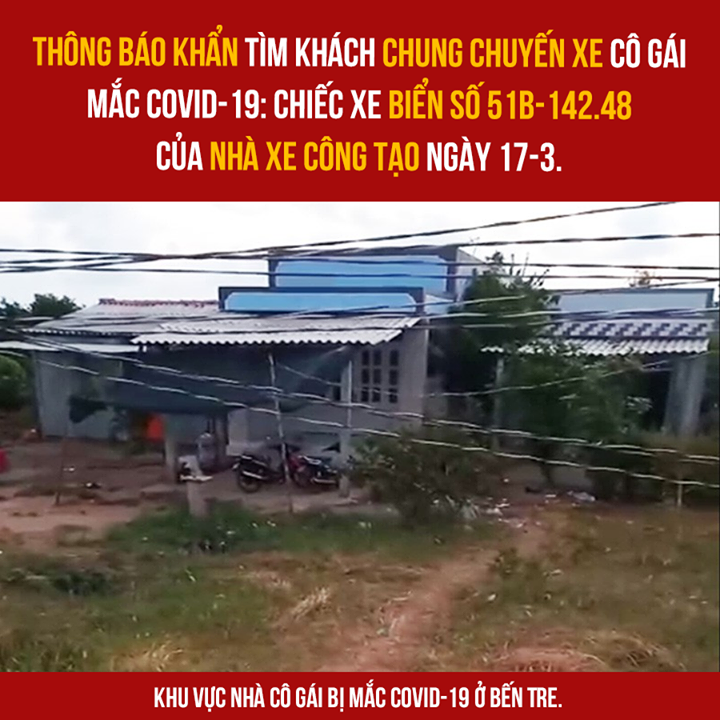 THÔNG BÁO KHẨN TÌM KHÁCH CHUNG CHUYẾN XE CÔ GÁI
MẮC COVID-19: CHIẾC XE BIỂN SỐ 51B-142.48
CỦA NHÀ XE CÔNG TẠO NGÀY 17-3.
KHU VỰC NHÀ CÔ GÁI BỊ MẮC COVID-19 Ở BẾN TRE.